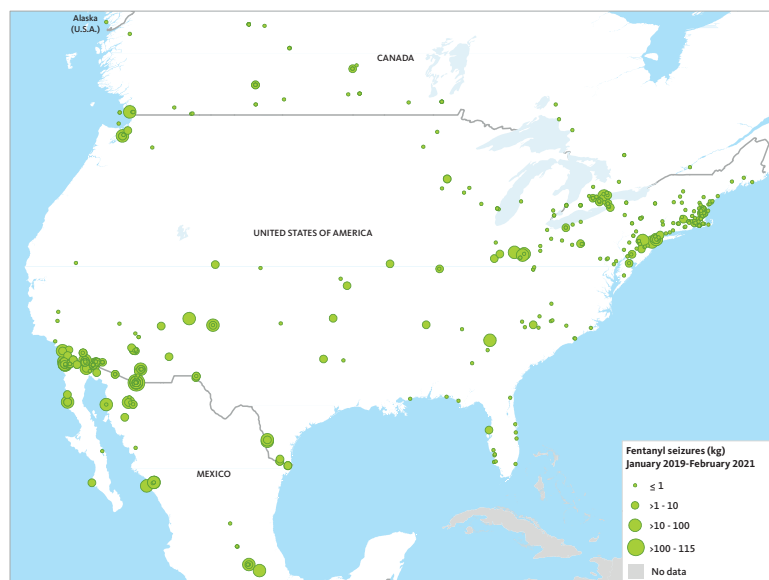 Alaska
(U.S.A.)
CANADA
UNITED STATES OF AMERICA
MEXICO
Fentanyl seizures (kg)
January 2019-February 2021
≤ 1
>1 - 10
>10 - 100
>100 - 115
No data